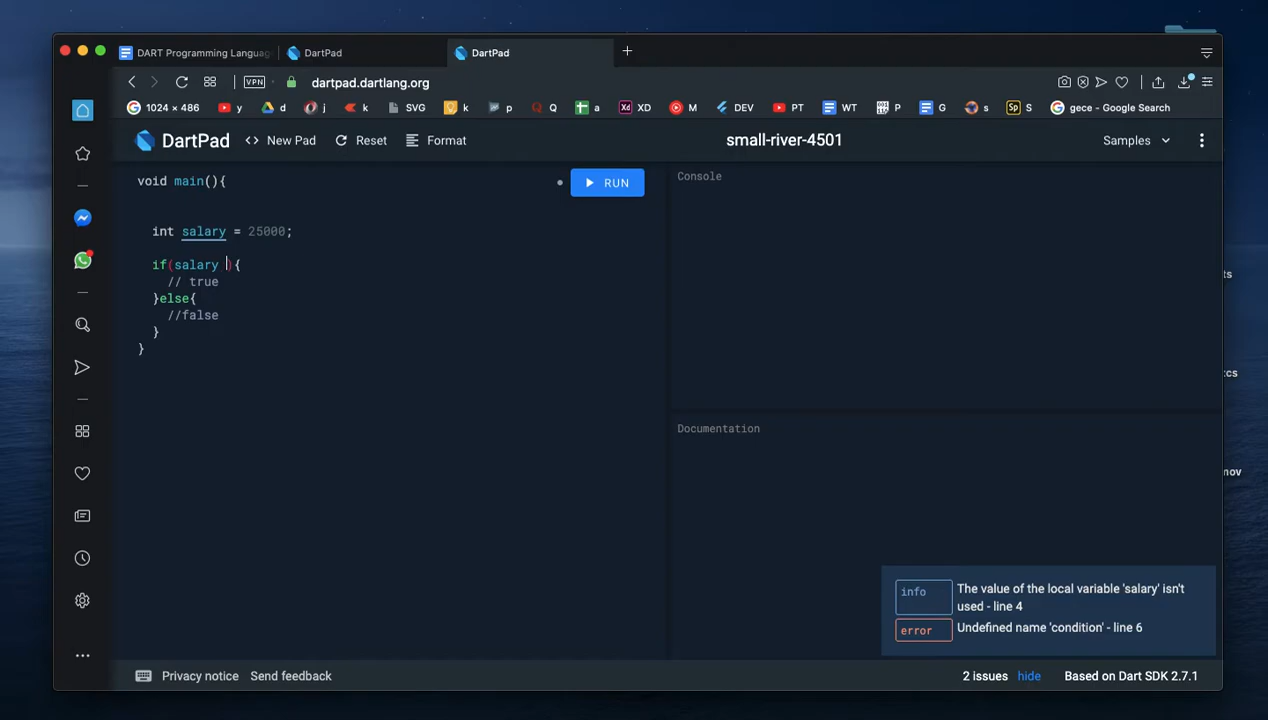 DART Programming Languag
DartPad
DartPad
VPN
dartpad.dartlang.org
1024 × 486
y
d
j
k
SVG
k
p
Q
a
XD
M
DEV
PT
WT
P
G
s
S
gece - Google Search
DartPad
<> New Pad
Reset
Format
small-river-4501
Samples
void main(){
RUN
Console
int salary = 25000;
if(salary ){
// true
}else{
//false
}
}
ts
cs
mov
Documentation
info
The value of the local variable 'salary' isn't
used - line 4
error
Undefined name 'condition' - line 6
Privacy notice
Send feedback
2 issues
hide
Based on Dart SDK 2.7.1